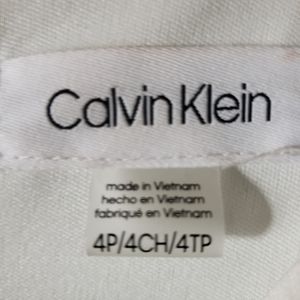 Calvin Klein
made in Vietnam
hecho en Vietnam
fabriqué en Vietnam
4P/4CH/4TP